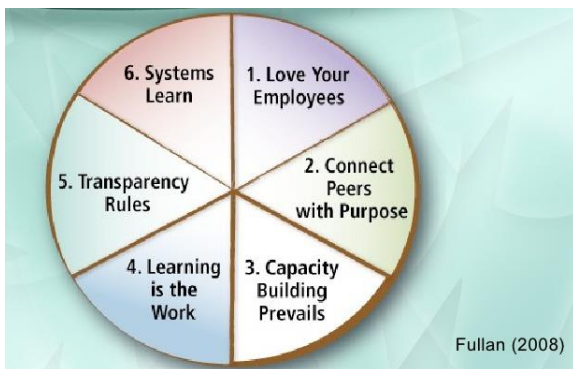 1. Love Your
Employees
2. Connect
Peers
with Purpose
3. Capacity
Building
Prevails
4. Learning
is the
Work
5. Transparency
Rules
6. Systems
Learn
Fullan (2008)